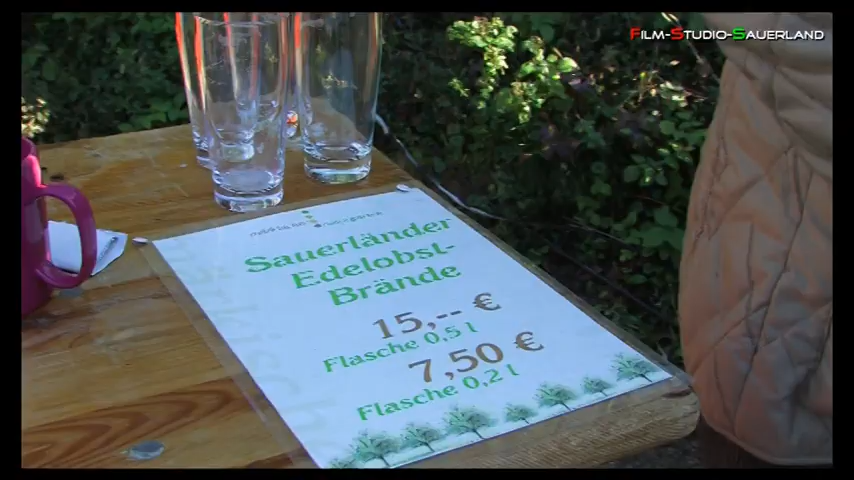 FILM-STUDIO-SAUERLAND
Sauerländer
Edelobst-
Brände
15,-- €
Flasche 0,5 l
7,50 €
Flasche 0,2 l